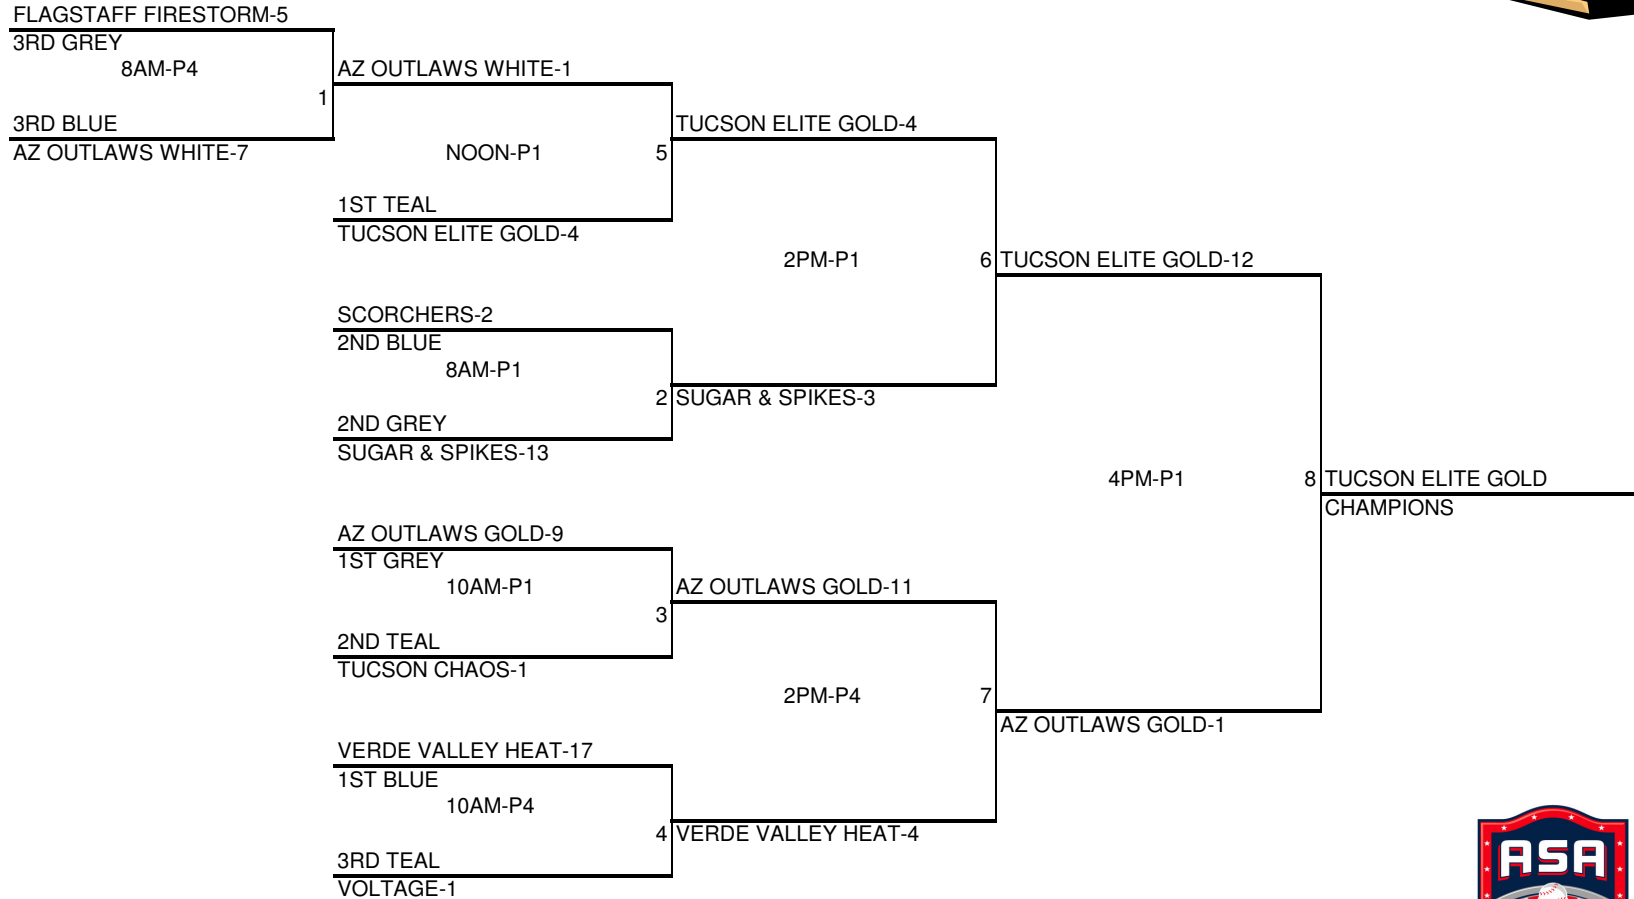 FLAGSTAFF FIRESTORM-5
3RD GREY
8AM-P4
1
3RD BLUE
AZ OUTLAWS WHITE-7
AZ OUTLAWS WHITE-1
NOON-P1
5
1ST TEAL
TUCSON ELITE GOLD-4
TUCSON ELITE GOLD-4
2PM-P1
6
SCORCHERS-2
2ND BLUE
8AM-P1
2
2ND GREY
SUGAR & SPIKES-13
SUGAR & SPIKES-3
TUCSON ELITE GOLD-12
4PM-P1
8
TUCSON ELITE GOLD
CHAMPIONS
AZ OUTLAWS GOLD-9
1ST GREY
10AM-P1
3
2ND TEAL
TUCSON CHAOS-1
AZ OUTLAWS GOLD-11
2PM-P4
7
AZ OUTLAWS GOLD-1
VERDE VALLEY HEAT-17
1ST BLUE
10AM-P4
4
3RD TEAL
VOLTAGE-1
VERDE VALLEY HEAT-4
ASA